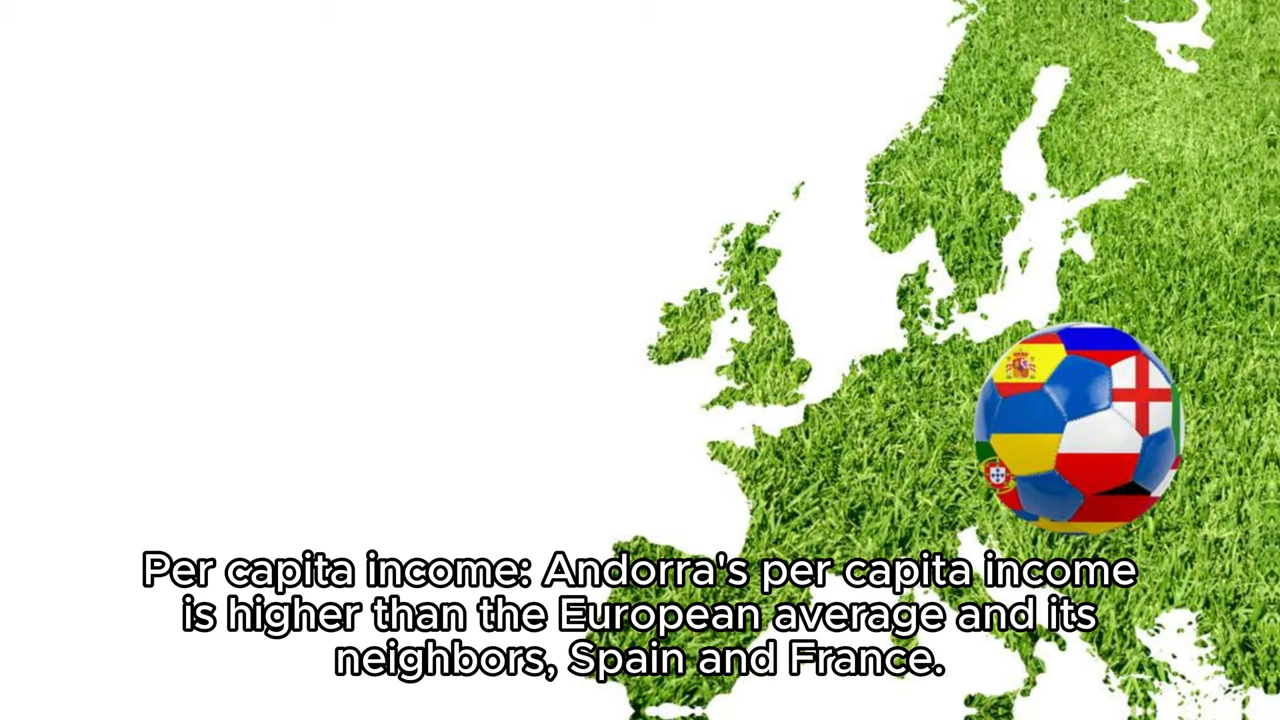 Per capita income: Andorra's per capita income
is higher than the European average and its
neighbors, Spain and France.